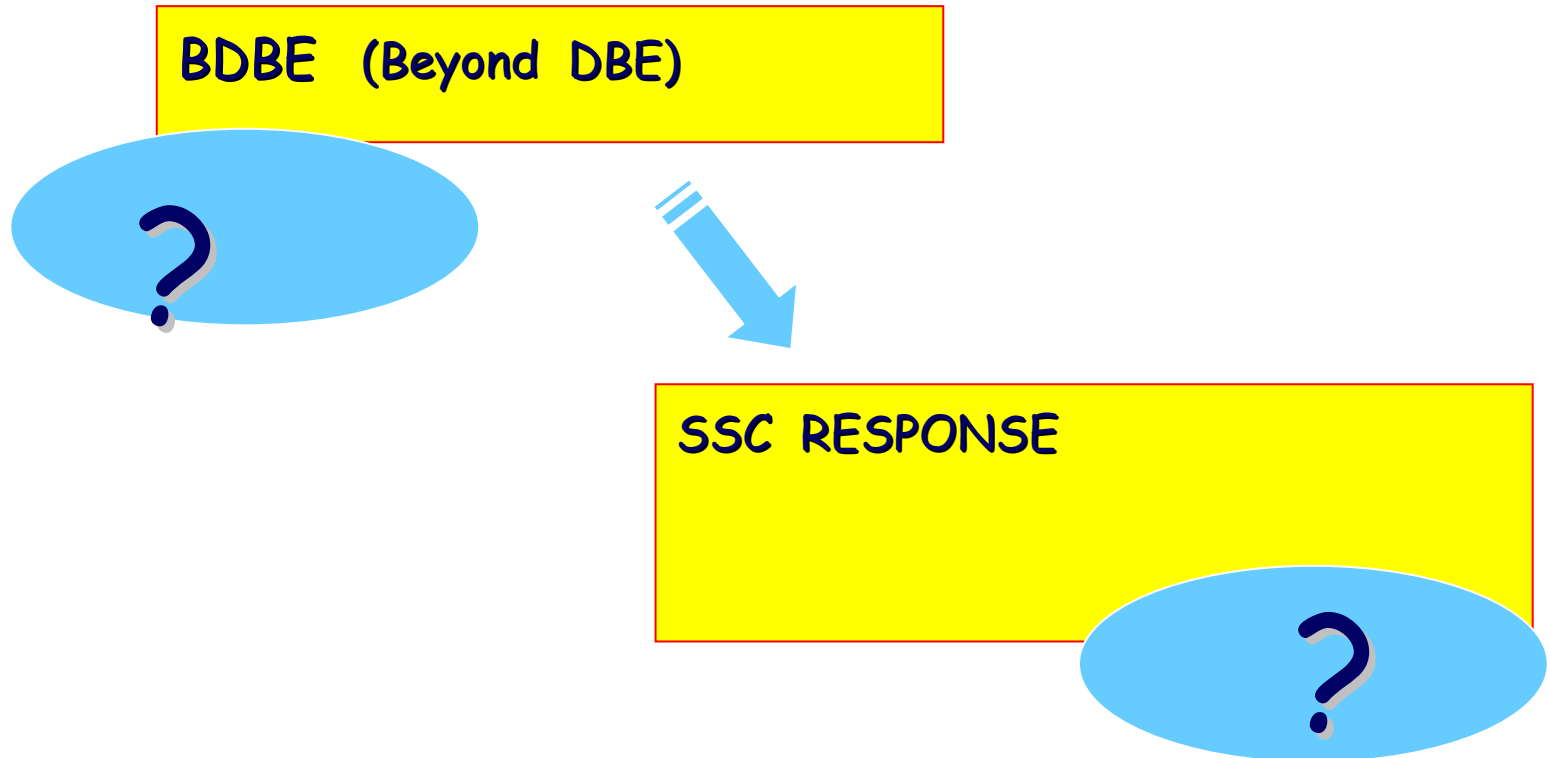 BDBE (Beyond DBE)
?
SSC RESPONSE
?